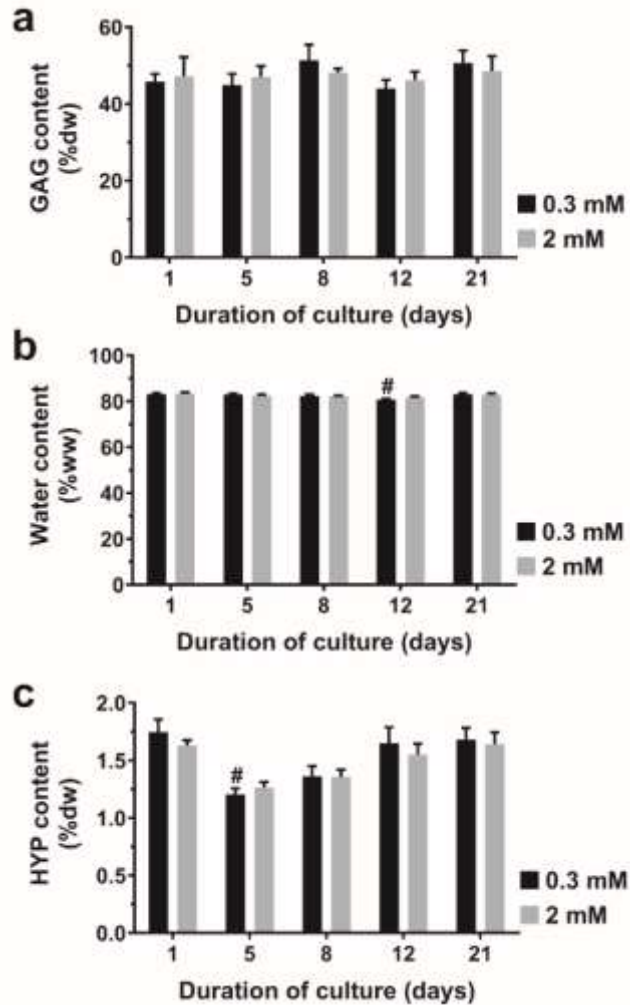 a
GAG content
(%dw)
60
40
20
0
1 5 8 12 21
Duration of culture (days)
0.3 mM
2 mM
b
Water content
(%ww)
100
80
60
40
20
0
#
1 5 8 12 21
Duration of culture (days)
0.3 mM
2 mM
c
HYP content
(%dw)
2.0
1.5
1.0
0.5
0.0
#
1 5 8 12 21
Duration of culture (days)
0.3 mM
2 mM